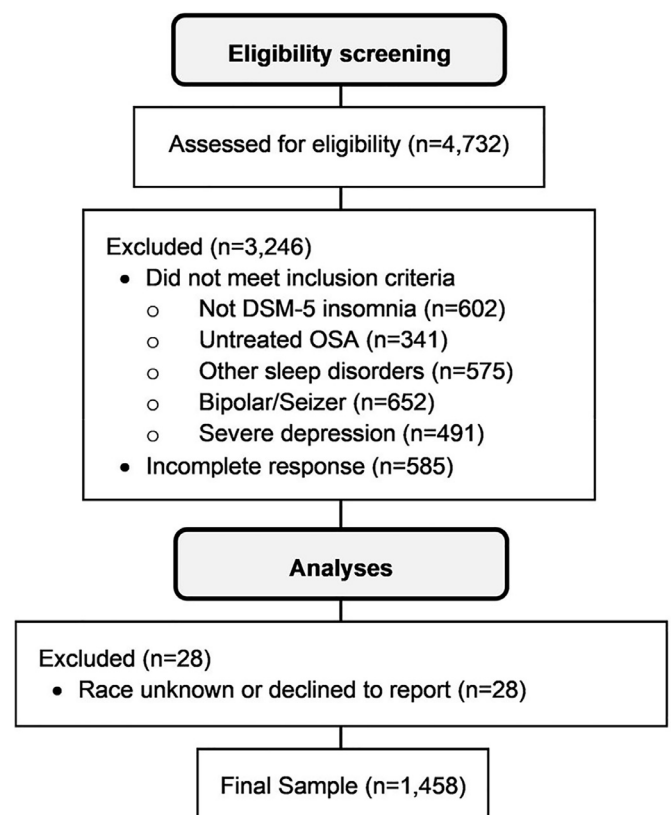 Eligibility screening
Assessed for eligibility (n=4,732)
Excluded (n=3,246)
• Did not meet inclusion criteria
o Not DSM-5 insomnia (n=602)
o Untreated OSA (n=341)
o Other sleep disorders (n=575)
o Bipolar/Seizer (n=652)
o Severe depression (n=491)
• Incomplete response (n=585)
Analyses
Excluded (n=28)
• Race unknown or declined to report (n=28)
Final Sample (n=1,458)